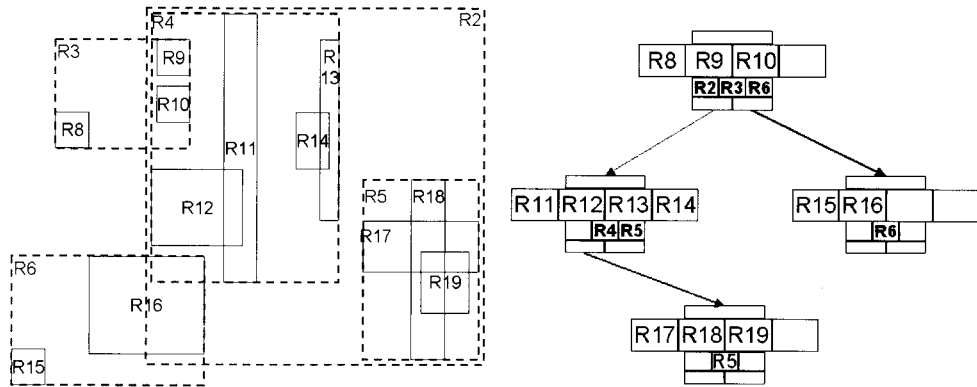 R4
R2
R3
R9
R
13
R10
R8
R14
R11
R12
R5
R18
R17
R6
R19
R16
R15
R8 R9 R10
R2 R3 R6
R11 R12 R13 R14
R4 R5
R15 R16
R6
R17 R18 R19
R5